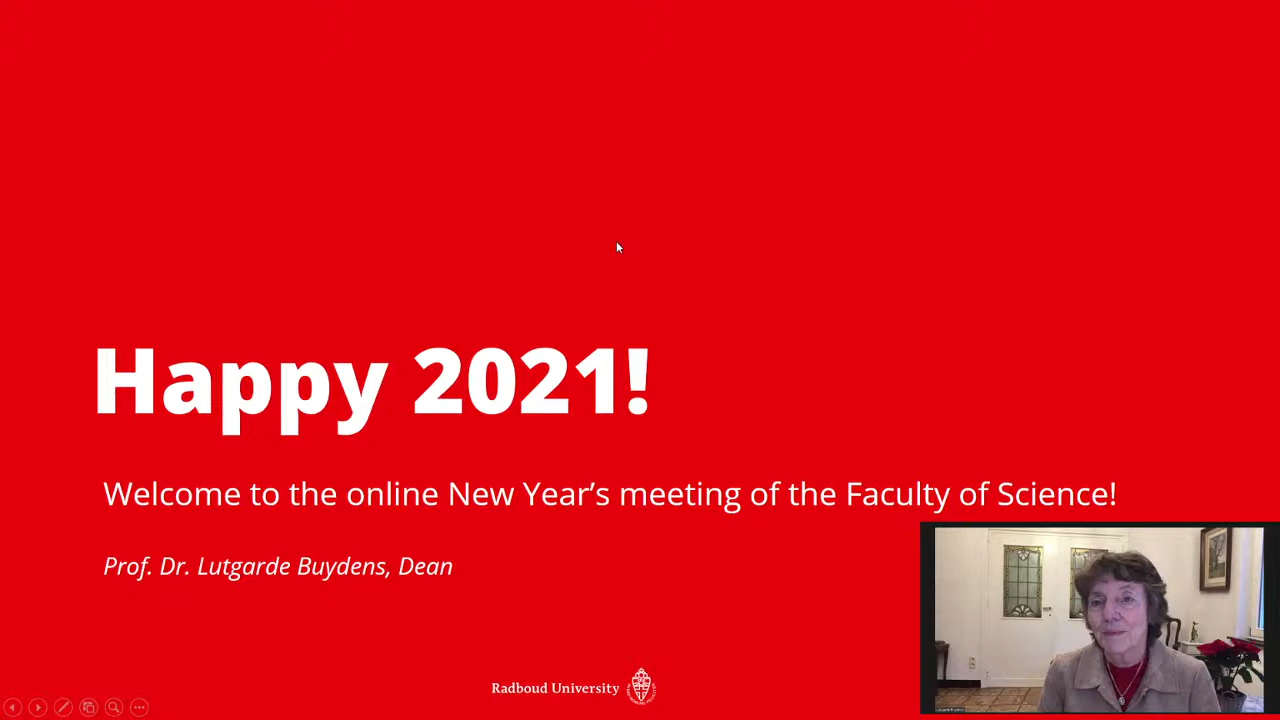 Happy 2021!
Welcome to the online New Year’s meeting of the Faculty of Science!
Prof. Dr. Lutgarde Buydens, Dean
Radboud University